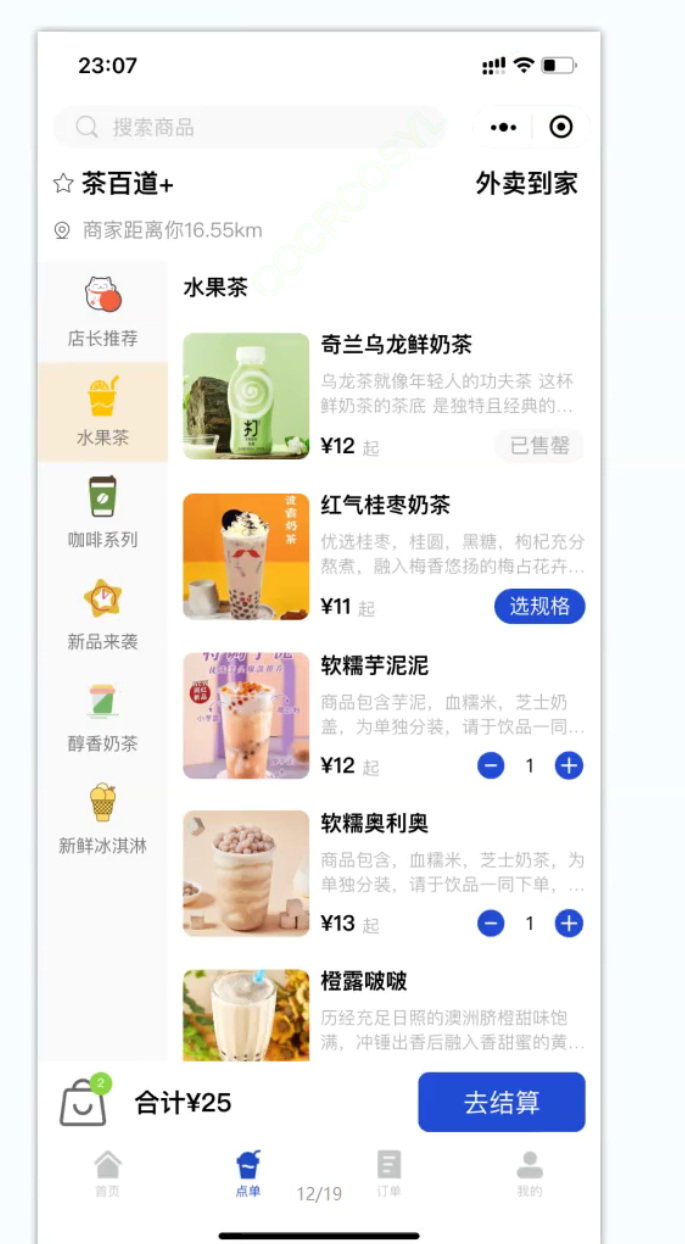 23:07
搜索商品
茶百道+
外卖到家
商家距离你16.55km
COCRCOSYL
店长推荐
水果茶
咖啡系列
新品来袭
醇香奶茶
新鲜冰淇淋
水果茶
奇兰乌龙鲜奶茶
乌龙茶就像年轻人的功夫茶 这杯
鲜奶茶的茶底 是独特且经典的...
¥12 起
已售罄
波霸奶茶
红气桂枣奶茶
优选桂枣，桂圆，黑糖，枸杞充分
熬煮，融入梅香悠扬的梅占花卉...
¥11 起
选规格
软糯芋泥泥
商品包含芋泥，血糯米，芝士奶
盖，为单独分装，请于饮品一同...
¥12 起
1
软糯奥利奥
商品包含，血糯米，芝士奶茶，为
单独分装，请于饮品一同下单，...
¥13 起
1
橙露啵啵
历经充足日照的澳洲脐橙甜味饱
满，冲锤出香后融入香甜蜜的黄...
2
合计¥25
去结算
首页
点单
12/19
订单
我的